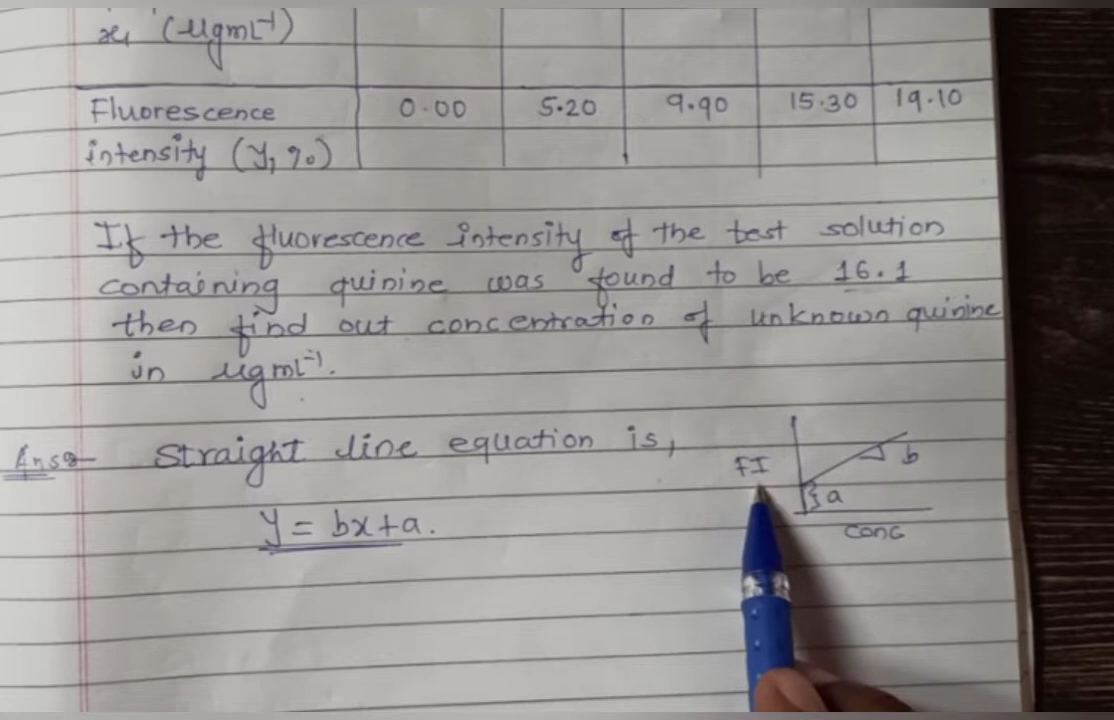 x₁ (μgmL⁻¹)
Fluorescence 0.00 5.20 9.90 15.30 19.10
intensity (y, %)
If the fluorescence intensity of the test solution
containing quinine was found to be 16.1
then find out concentration of unknown quinine
in μgml⁻¹.
Ans:- Straight line equation is,
FI b
a
y = bx+a.
Conc